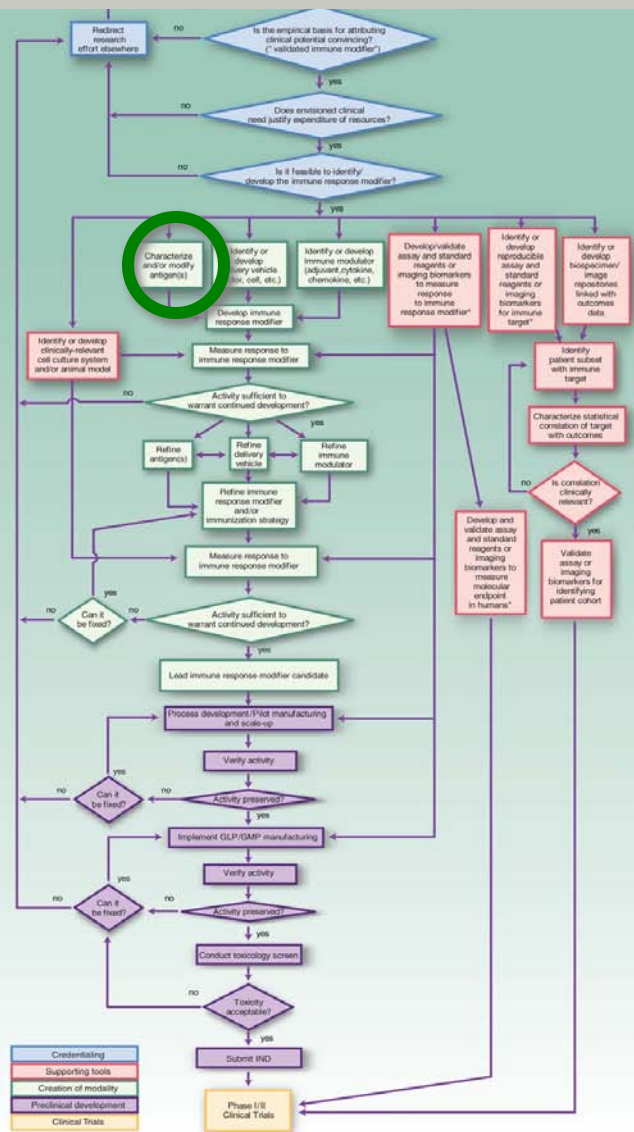 Redirect
research
effort elsewhere
no
Is the empirical basis for attributing
clinical potential convincing?
("validated immune modifier")
yes
no
Does envisioned clinical
need justify expenditure of resources?
yes
no
Is it feasible to identify/
develop the immune response modifier?
yes
Characterize
and/or modify
antigen(s)
Identify or
develop
delivery vehicle
cell, etc.)
Identify or develop
immune modulator
(adjuvant,cytokine,
chemokine, etc.)
Develop/validate
assay and standard
reagents or
imaging biomarkers
to measure
response
to immune
response modifier*
Identify or
develop
reproducible
assay and
standard
reagents or
imaging
biomarkers
for immune
target*
Identify or
develop
biospecimen/
image
repositories
linked with
outcomes
data
Develop immune
response modifier
Identify or develop
clinically-relevant
cell culture system
and/or animal model
Measure response to
immune response modifier
Identify
patient subset
with immune
target
no
Activity sufficient to
warrant continued development?
yes
Characterize statistical
correlation of target
with outcomes
Refine
antigen(s)
Refine
delivery
vehicle
Refine
immune
modulator
no
Is correlation
clinically
relevant?
yes
Refine immune
response modifier
and/or
immunization strategy
Develop and
validate assay
and standard
reagents or
imaging
biomarkers to
measure
molecular
endpoint
in humans*
Validate
assay or
imaging
biomarkers for
identifying
patient cohort
Measure response to
immune response modifier
yes
no
Can it
be fixed?
no
Activity sufficient to
warrant continued development?
yes
Lead immune response modifier candidate
Process development/Pilot manufacturing
and scale-up
Verify activity
yes
no
Can it
be fixed?
no
Activity preserved?
yes
Implement GLP/GMP manufacturing
Verify activity
yes
no
Can it
be fixed?
no
Activity preserved?
yes
Conduct toxicology screen
no
Toxicity
acceptable?
yes
Submit IND
Phase I/II
Clinical Trials
Credentialing
Supporting tools
Creation of modality
Preclinical development
Clinical Trials